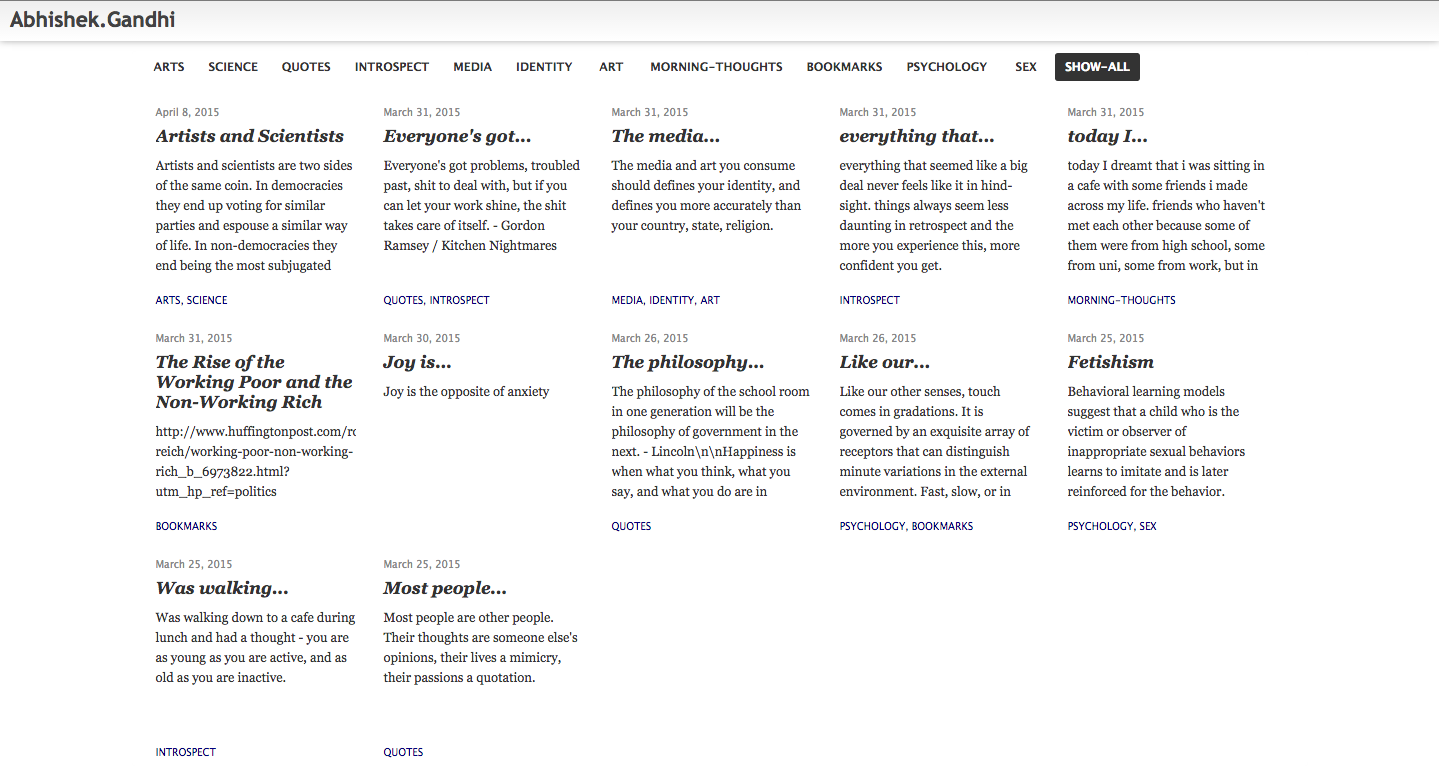 Abhishek.Gandhi
ARTS SCIENCE QUOTES INTROSPECT MEDIA IDENTITY ART MORNING-THOUGHTS BOOKMARKS PSYCHOLOGY SEX SHOW-ALL
April 8, 2015
Artists and Scientists
Artists and scientists are two sides
of the same coin. In democracies
they end up voting for similar
parties and espouse a similar way
of life. In non-democracies they
end being the most subjugated
ARTS, SCIENCE
March 31, 2015
Everyone's got...
Everyone's got problems, troubled
past, shit to deal with, but if you
can let your work shine, the shit
takes care of itself. - Gordon
Ramsey / Kitchen Nightmares
QUOTES, INTROSPECT
March 31, 2015
The media...
The media and art you consume
should defines your identity, and
defines you more accurately than
your country, state, religion.
MEDIA, IDENTITY, ART
March 31, 2015
everything that...
everything that seemed like a big
deal never feels like it in hind-
sight. things always seem less
daunting in retrospect and the
more you experience this, more
confident you get.
INTROSPECT
March 31, 2015
today I...
today I dreamt that i was sitting in
a cafe with some friends i made
across my life. friends who haven't
met each other because some of
them were from high school, some
from uni, some from work, but in
MORNING-THOUGHTS
March 31, 2015
The Rise of the
Working Poor and the
Non-Working Rich
http://www.huffingtonpost.com/ro
reich/working-poor-non-working-
rich_b_6973822.html?
utm_hp_ref=politics
BOOKMARKS
March 30, 2015
Joy is...
Joy is the opposite of anxiety
March 26, 2015
The philosophy...
The philosophy of the school room
in one generation will be the
philosophy of government in the
next. - Lincoln\n\nHappiness is
when what you think, what you
say, and what you do are in
QUOTES
March 26, 2015
Like our...
Like our other senses, touch
comes in gradations. It is
governed by an exquisite array of
receptors that can distinguish
minute variations in the external
environment. Fast, slow, or in
PSYCHOLOGY, BOOKMARKS
March 25, 2015
Fetishism
Behavioral learning models
suggest that a child who is the
victim or observer of
inappropriate sexual behaviors
learns to imitate and is later
reinforced for the behavior.
PSYCHOLOGY, SEX
March 25, 2015
Was walking...
Was walking down to a cafe during
lunch and had a thought - you are
as young as you are active, and as
old as you are inactive.
INTROSPECT
March 25, 2015
Most people...
Most people are other people.
Their thoughts are someone else's
opinions, their lives a mimicry,
their passions a quotation.
QUOTES